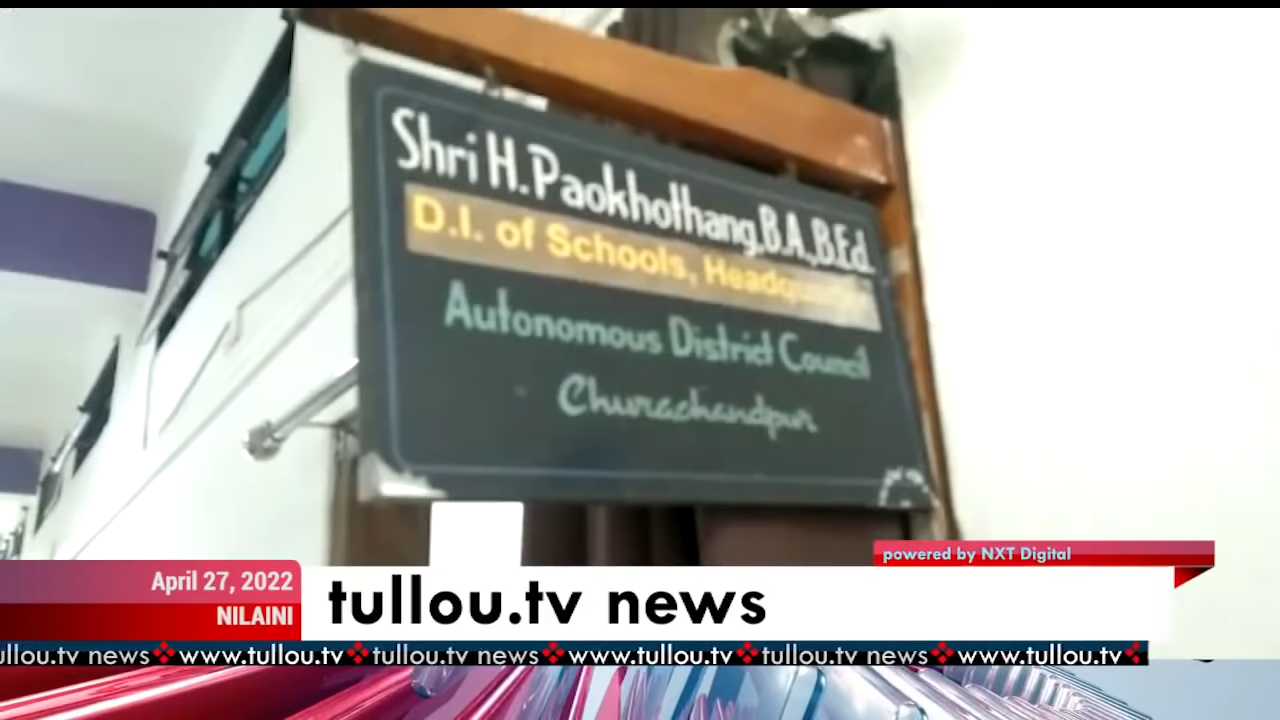 Shri H. Paokhothang, B.A., B.Ed.
D.I. of Schools,
Autonomous District Council
Churachandpur
powered by NXT Digital
April 27, 2022
NILAINI
tullou.tv news
tullou.tv news www.tullou.tv tullou.tv news www.tullou.tv tullou.tv news www.tullou.tv